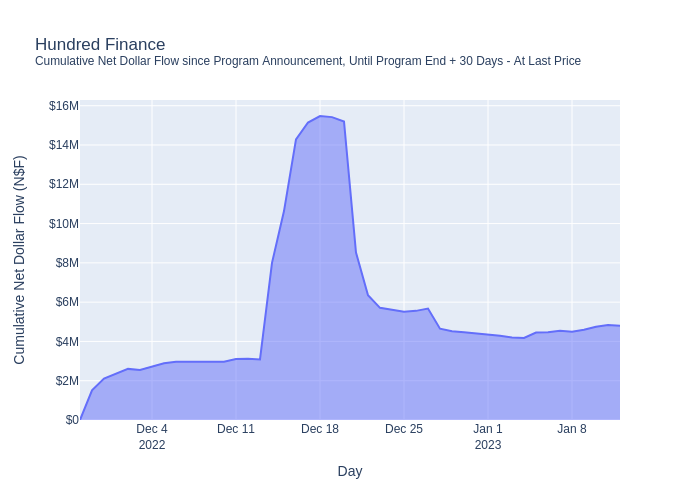 Hundred Finance
Cumulative Net Dollar Flow since Program Announcement, Until Program End + 30 Days - At Last Price
Cumulative Net Dollar Flow (N$F)
$16M
$14M
$12M
$10M
$8M
$6M
$4M
$2M
$0
Dec 4 Dec 11 Dec 18 Dec 25 Jan 1 Jan 8
2022 2023
Day